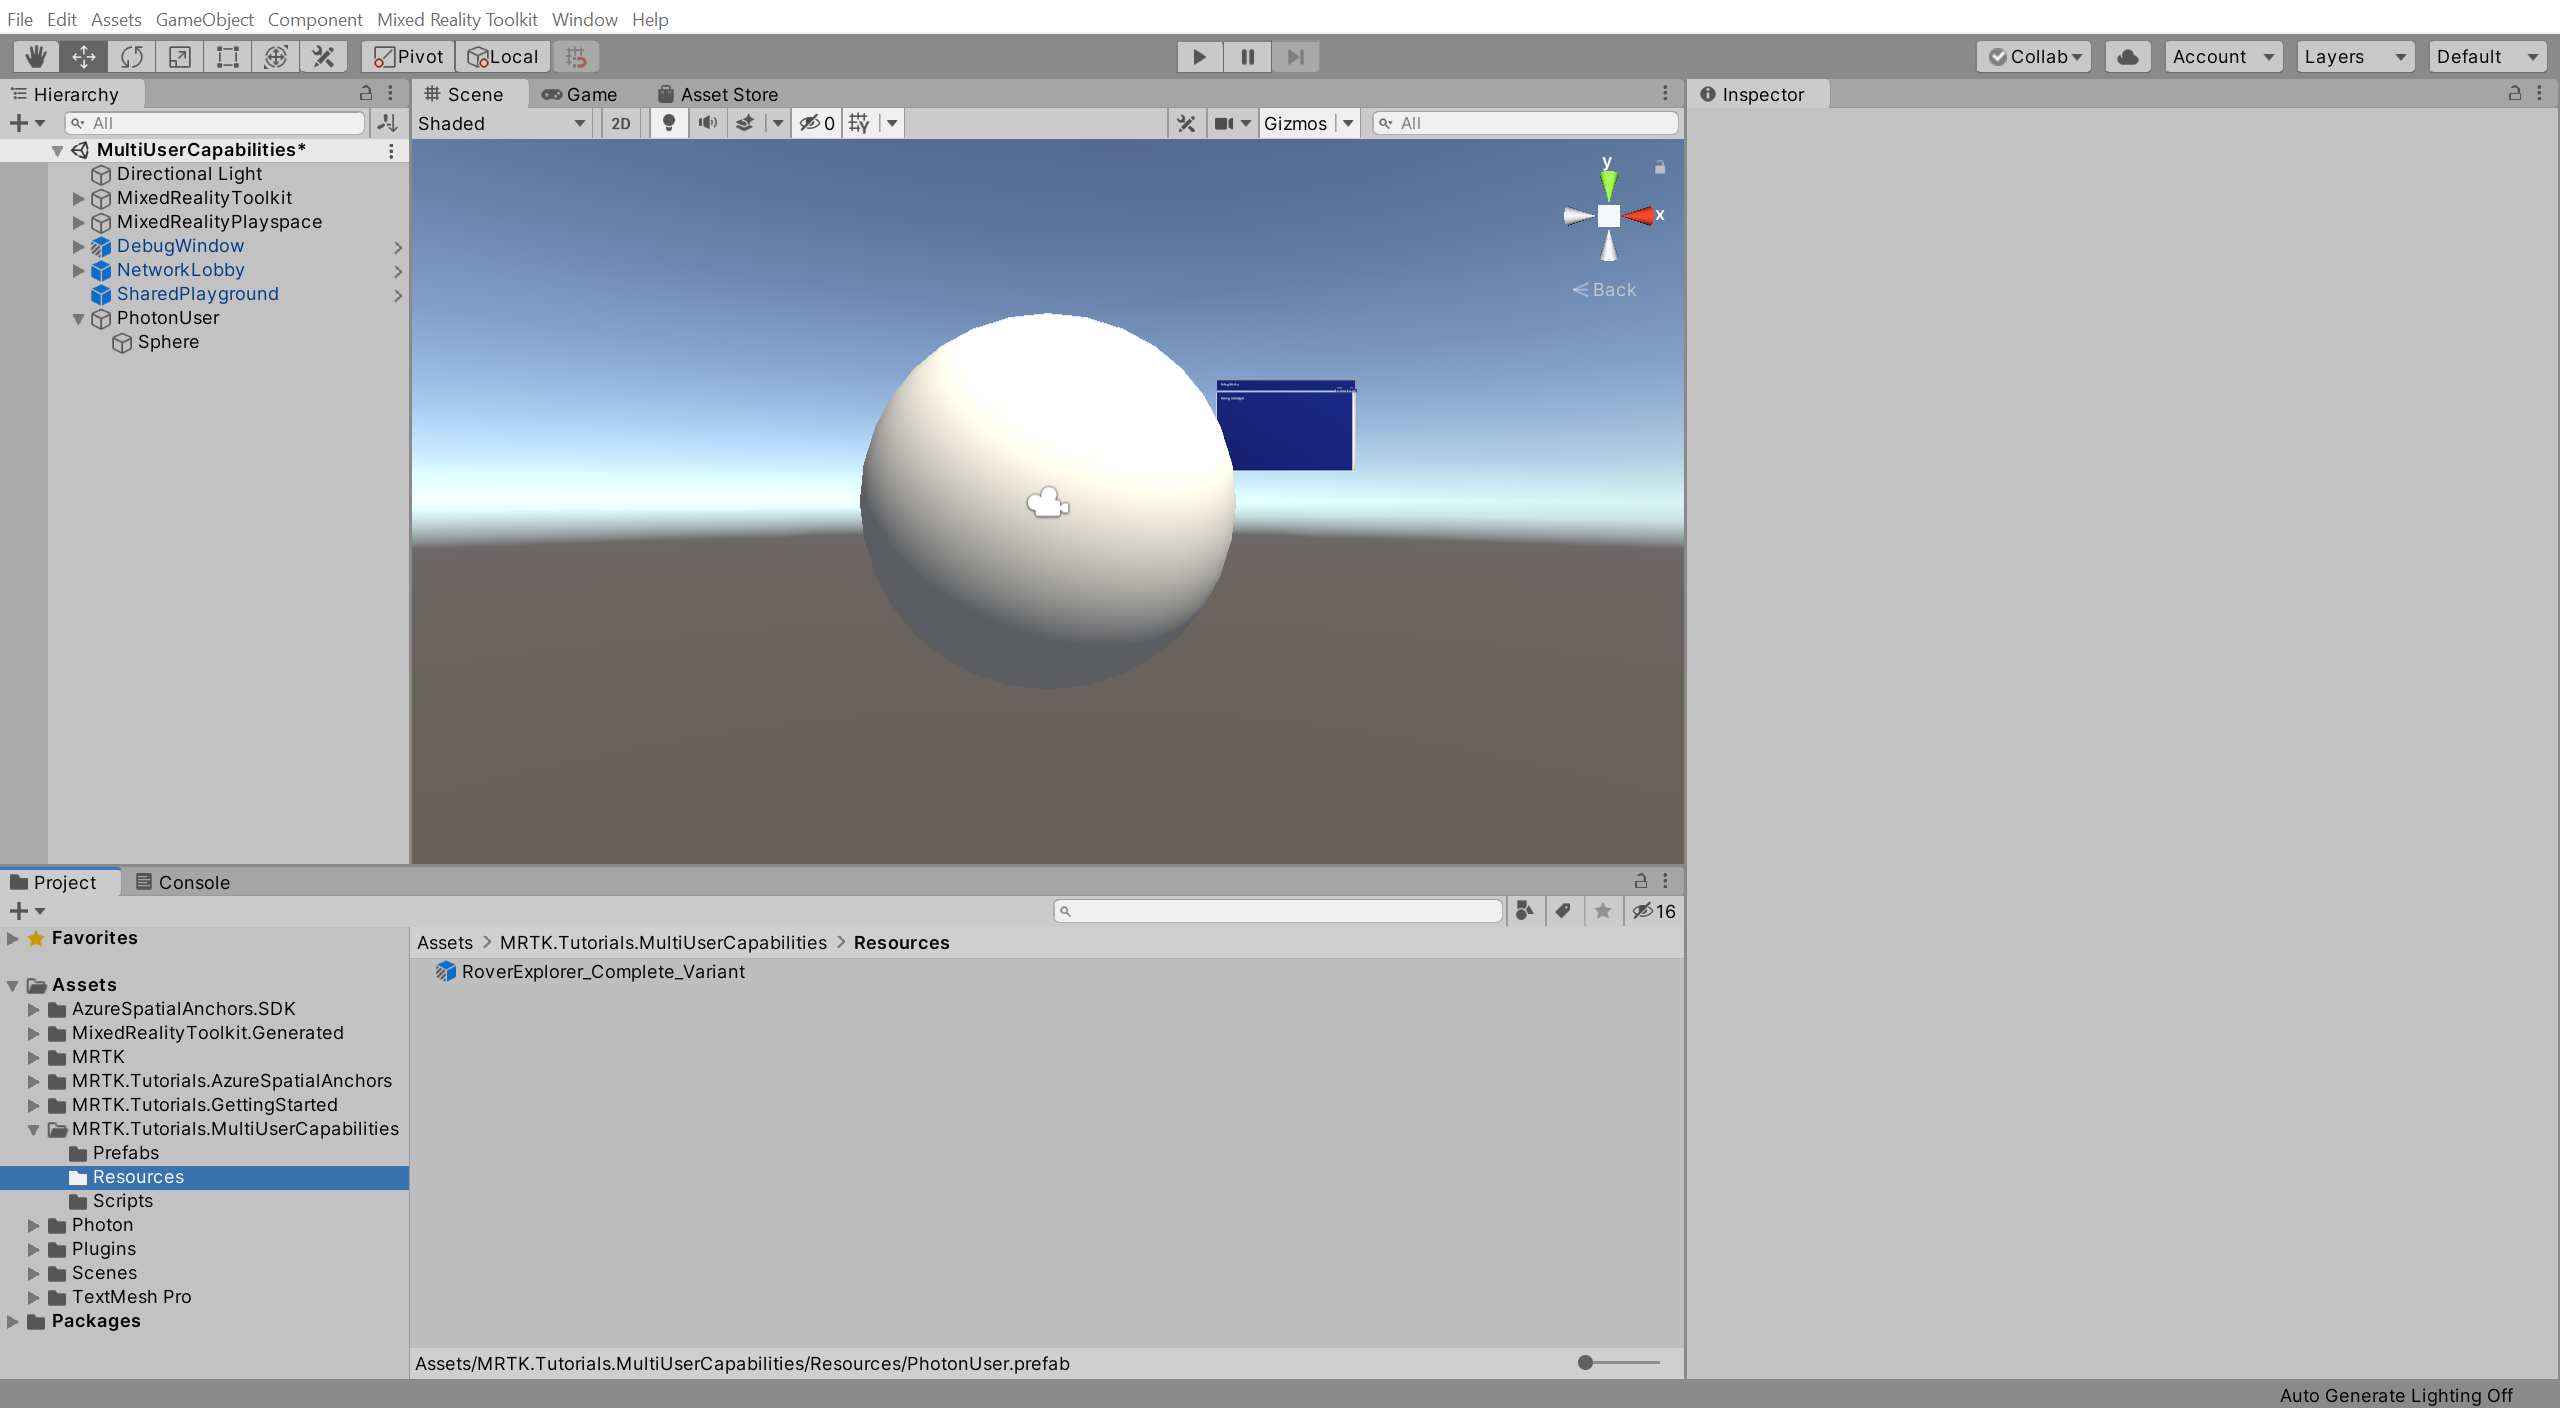 File Edit Assets GameObject Component Mixed Reality Toolkit Window Help
Pivot Local Collab Account Layers Default
Hierarchy
All
MultiUserCapabilities*
Directional Light
MixedRealityToolkit
MixedRealityPlayspace
DebugWindow
NetworkLobby
SharedPlayground
PhotonUser
Sphere
Scene Game Asset Store
Shaded 2D 0 Gizmos All
y
x
Back
Inspector
Project Console
16
Favorites
Assets
AzureSpatialAnchors.SDK
MixedRealityToolkit.Generated
MRTK
MRTK.Tutorials.AzureSpatialAnchors
MRTK.Tutorials.GettingStarted
MRTK.Tutorials.MultiUserCapabilities
Prefabs
Resources
Scripts
Photon
Plugins
Scenes
TextMesh Pro
Packages
Assets > MRTK.Tutorials.MultiUserCapabilities > Resources
RoverExplorer_Complete_Variant
Assets/MRTK.Tutorials.MultiUserCapabilities/Resources/PhotonUser.prefab
Auto Generate Lighting Off